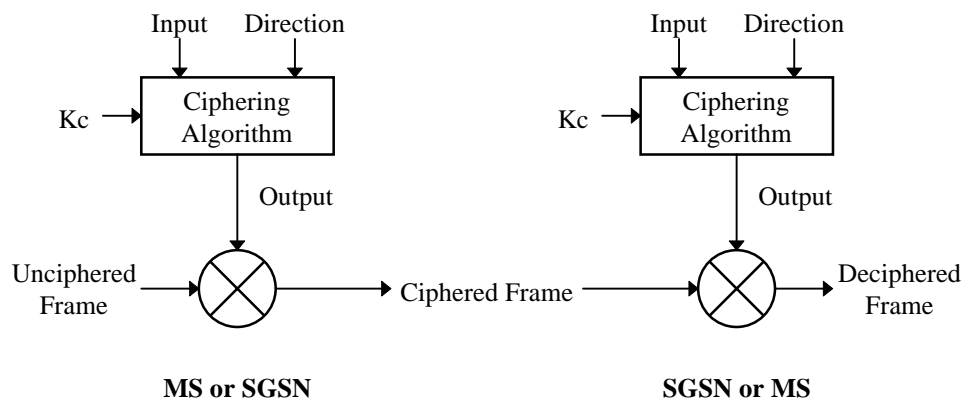 Input Direction
Input Direction
Kc
Ciphering
Algorithm
Kc
Ciphering
Algorithm
Output
Output
Unciphered
Frame
Ciphered Frame
Deciphered
Frame
MS or SGSN
SGSN or MS